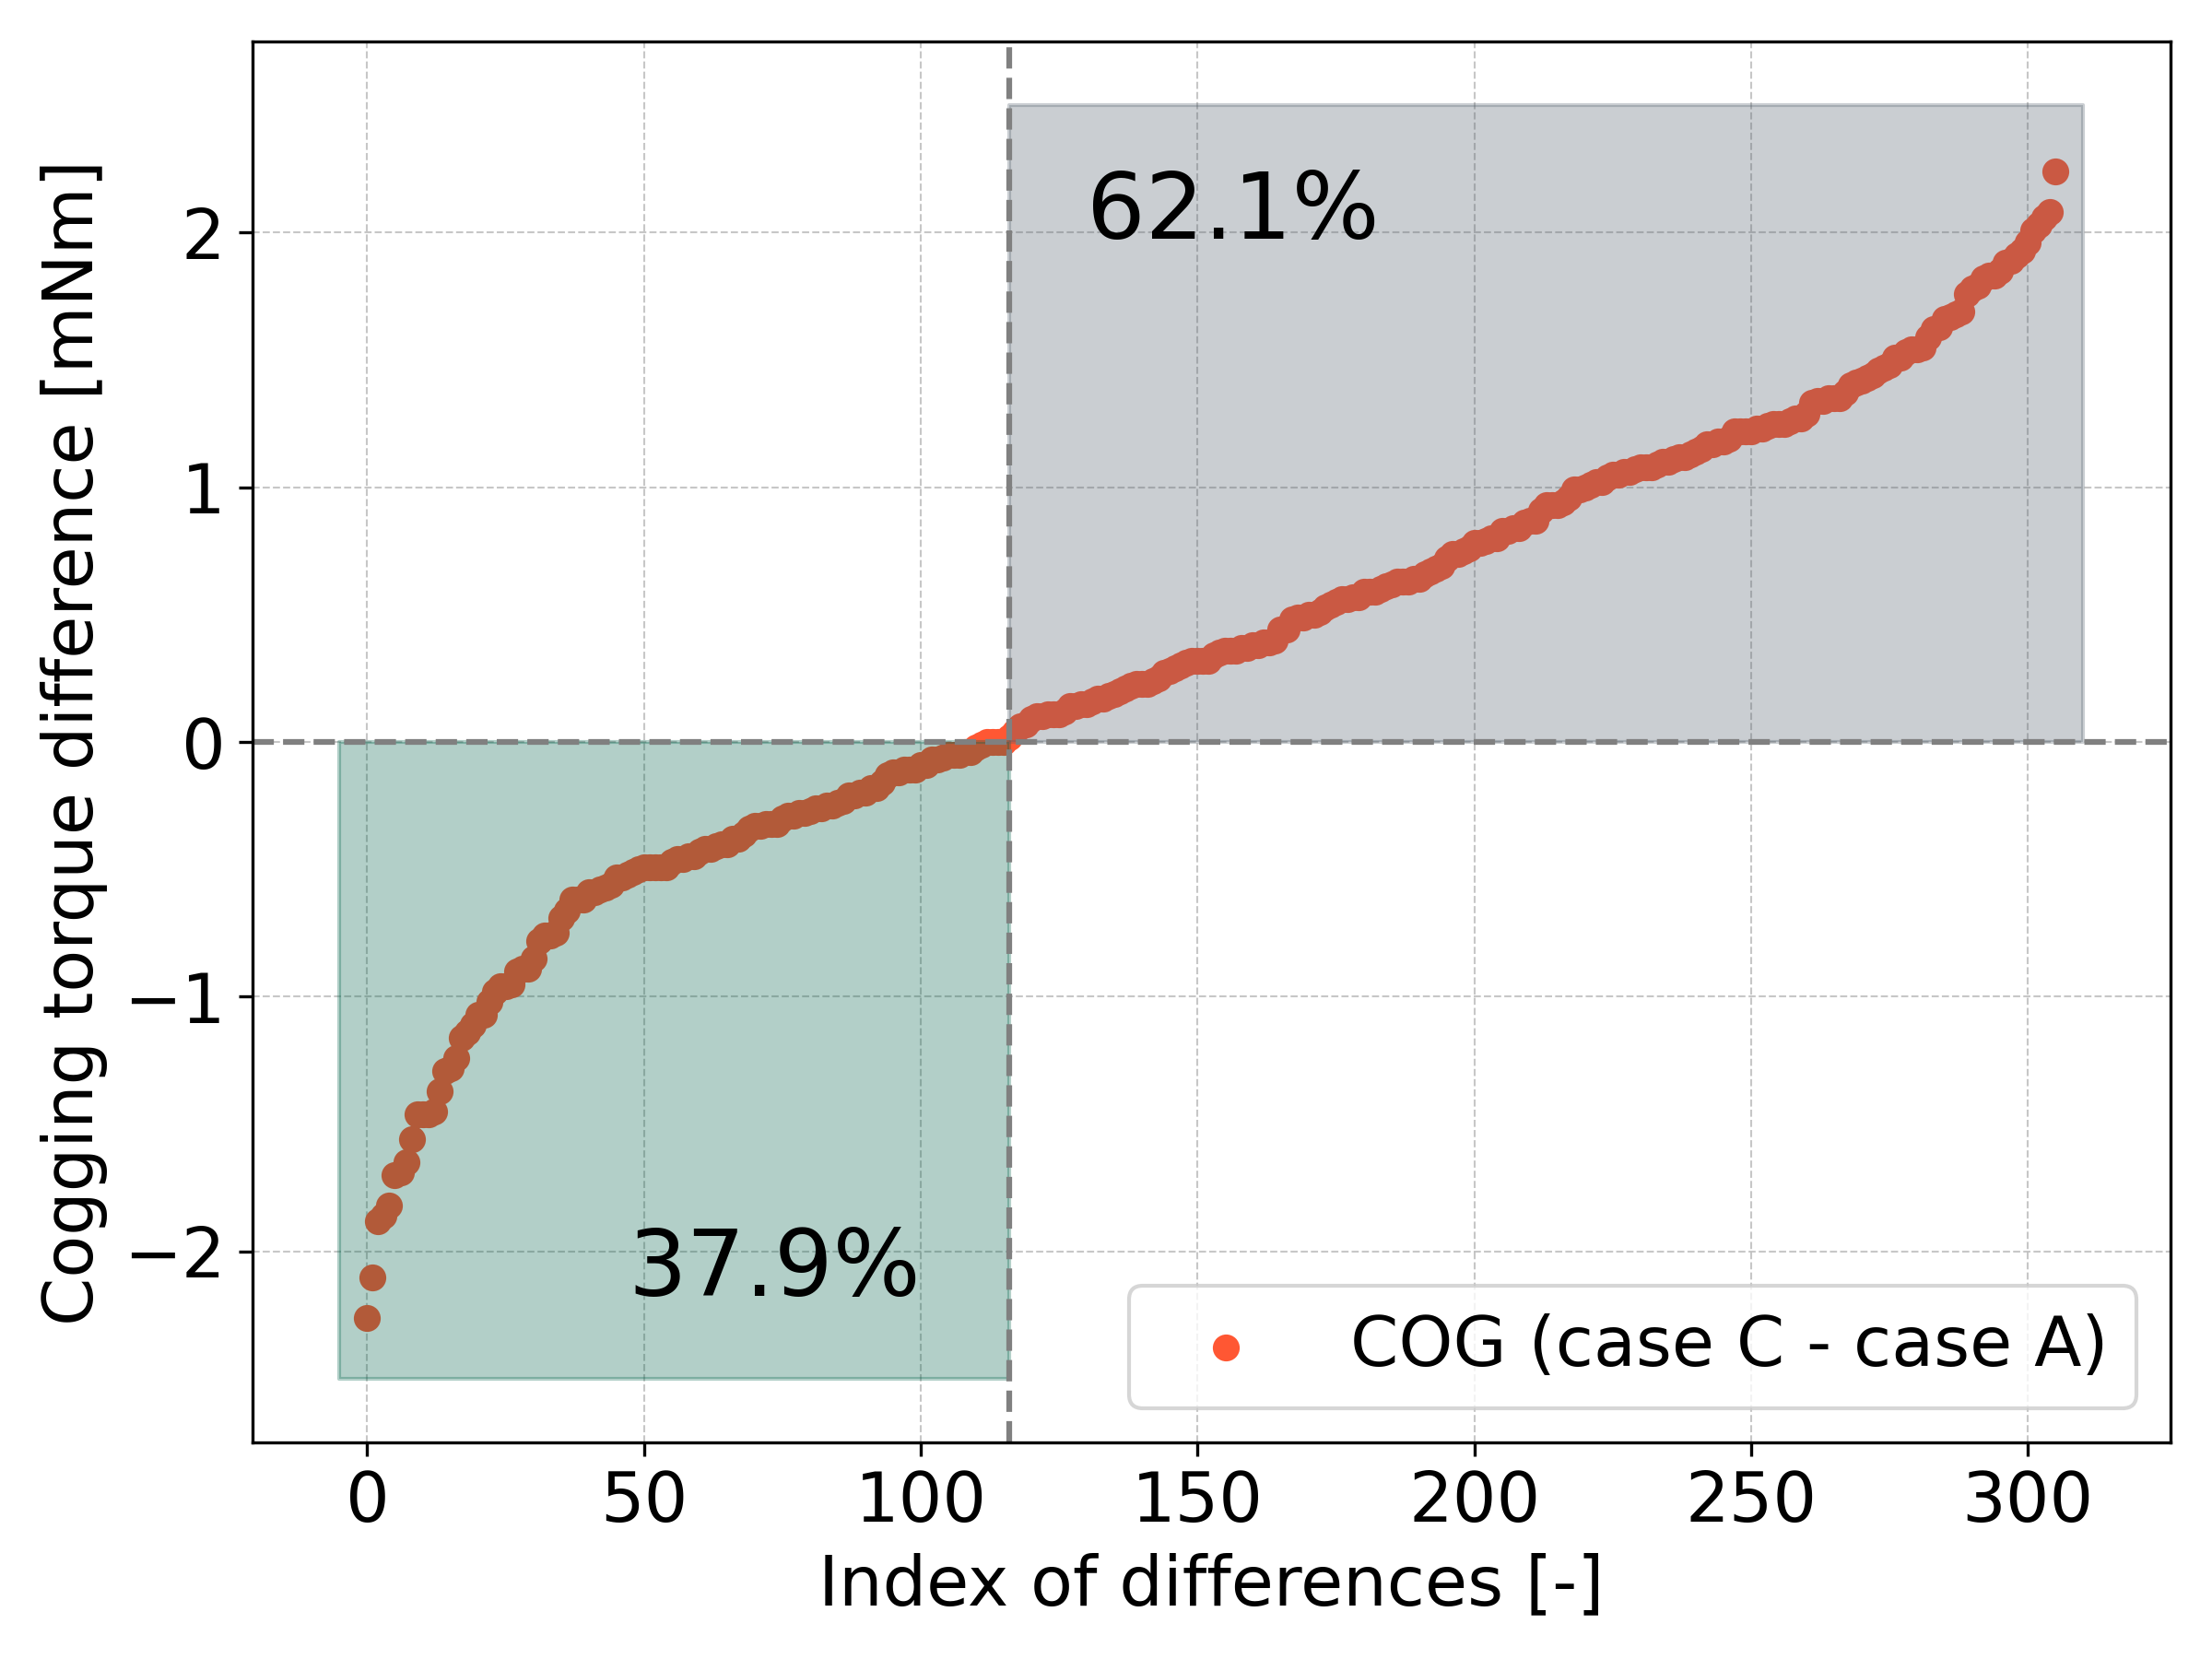 Cogging torque difference [mNm]
2
1
0
−1
−2
62.1%
37.9%
COG (case C - case A)
0 50 100 150 200 250 300
Index of differences [-]